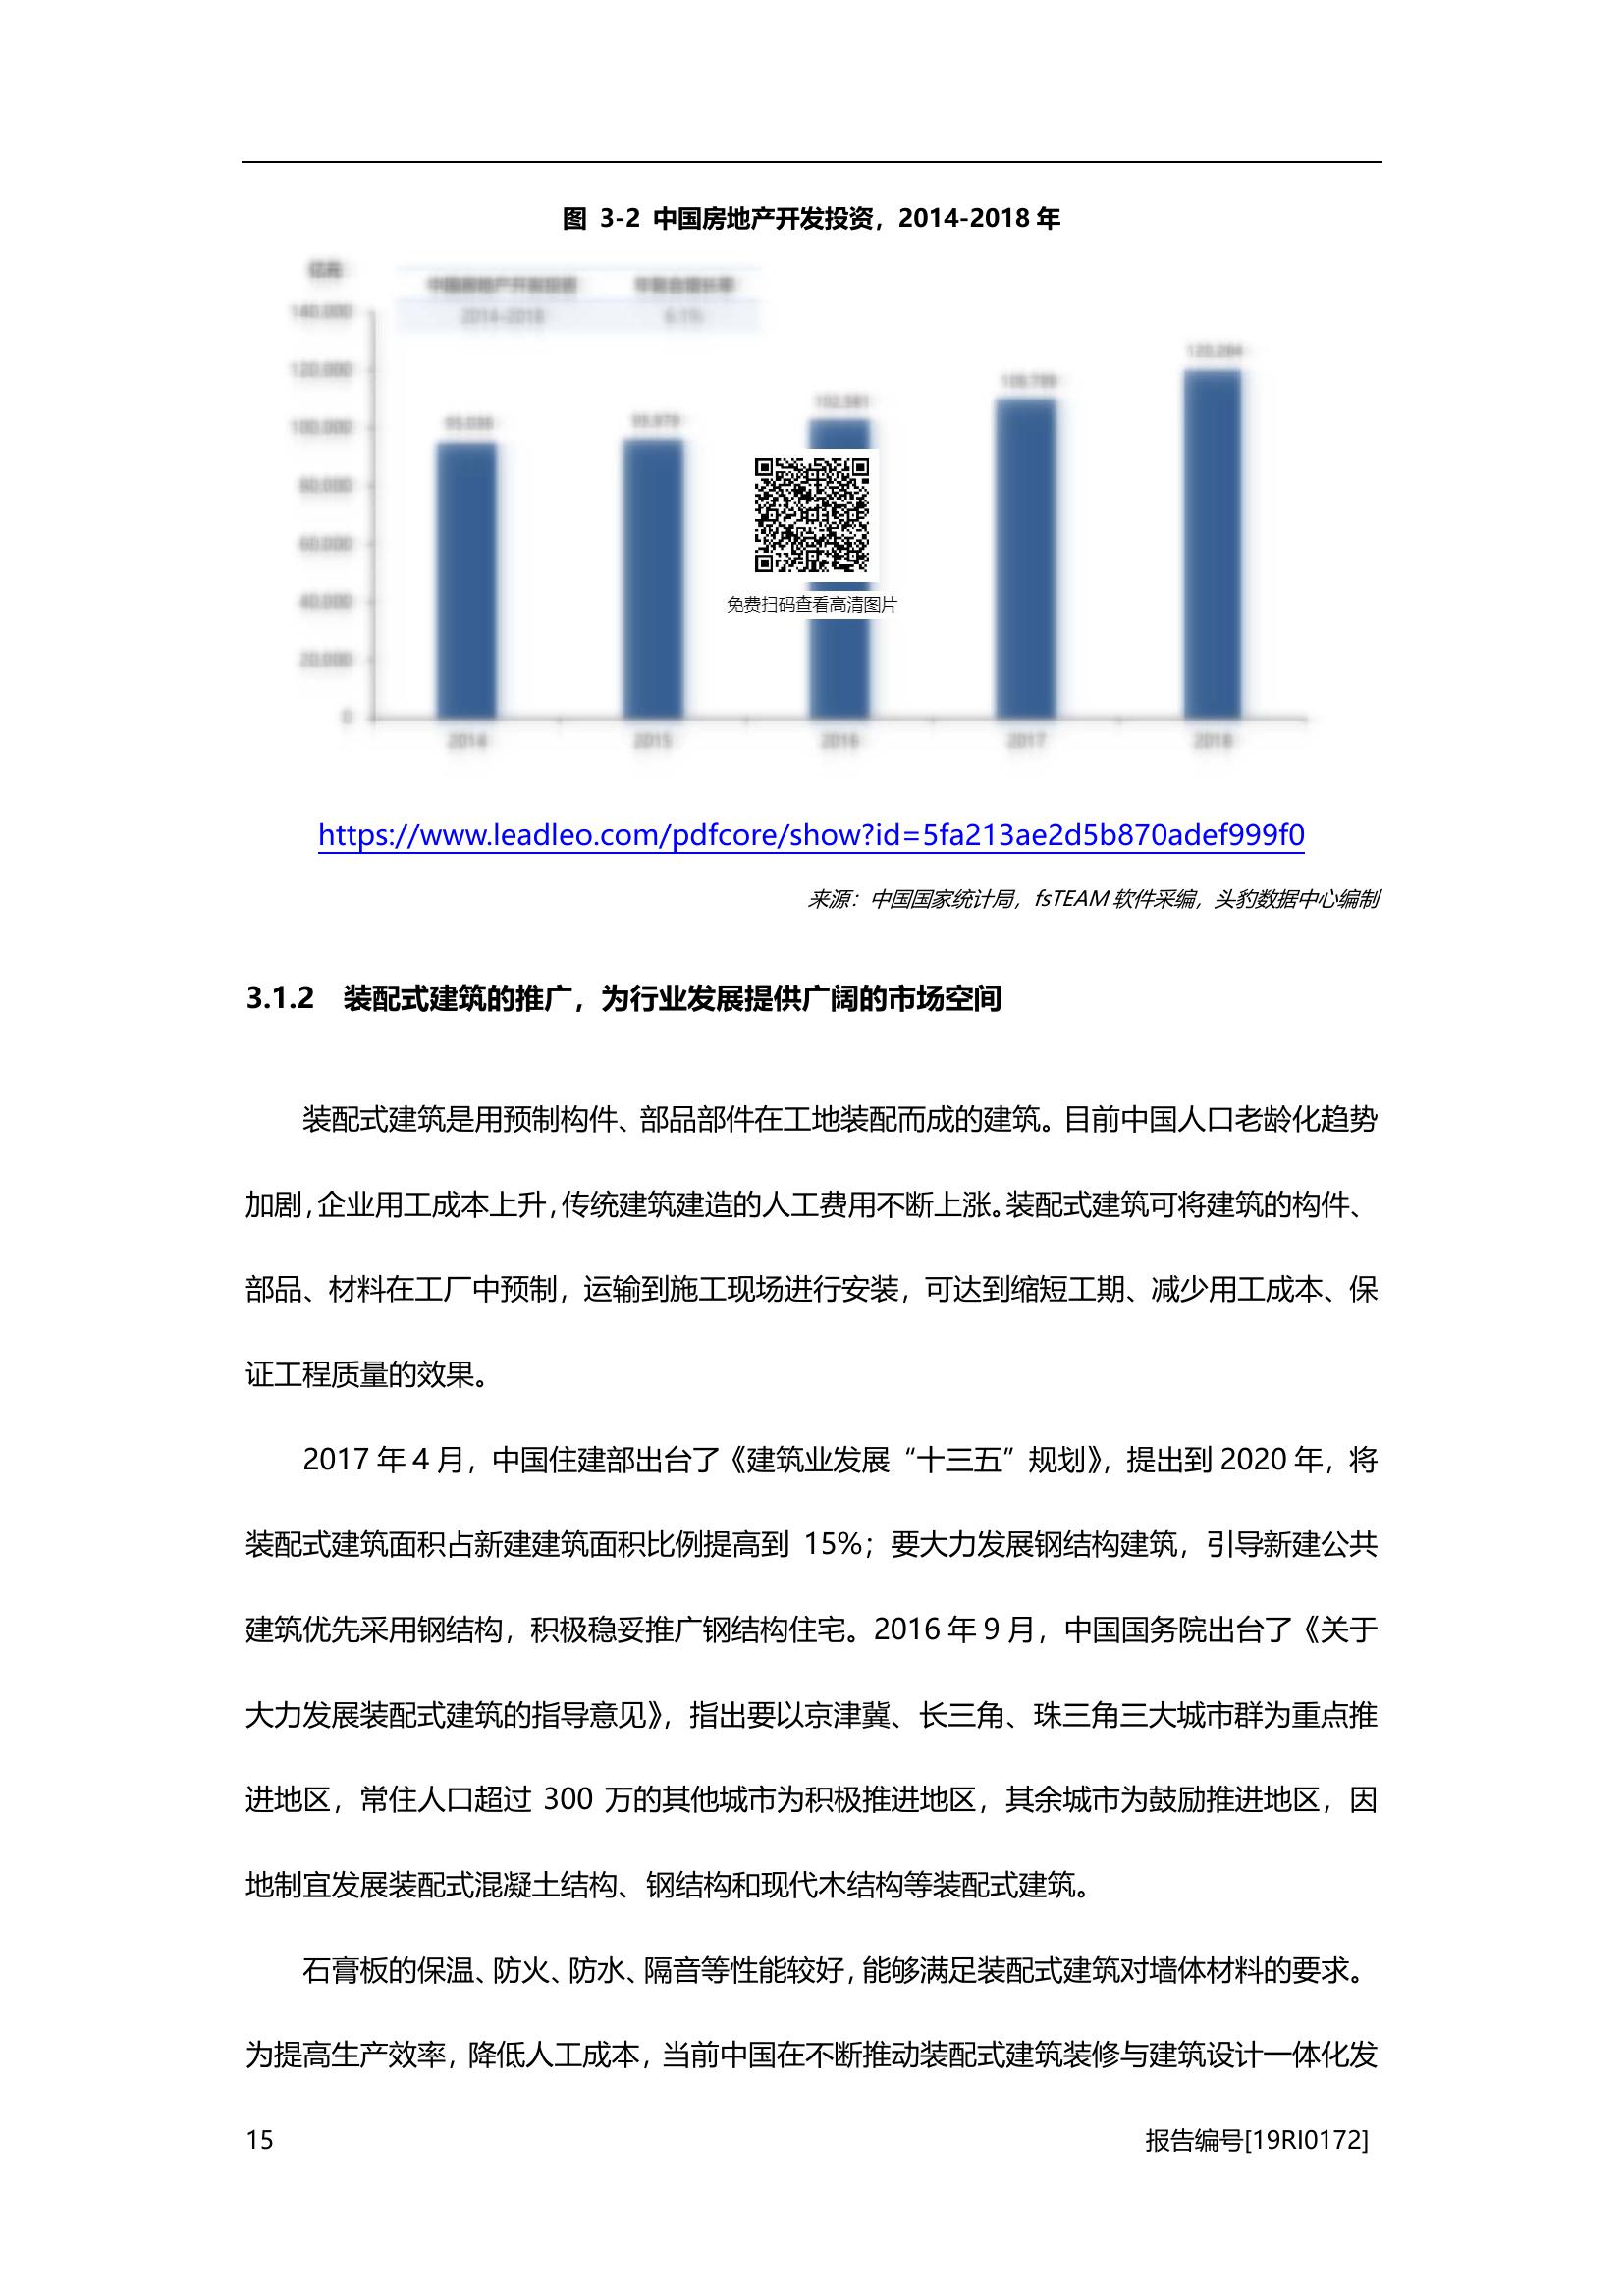 图 3-2 中国房地产开发投资，2014-2018 年
140,000
120,000
100,000
80,000
60,000
40,000
20,000
0
2014-2018
2014
2015
2016
2017
2018
免费扫码查看高清图片
https://www.leadleo.com/pdfcore/show?id=5fa213ae2d5b870adef999f0
来源：中国国家统计局，fsTEAM 软件采编，头豹数据中心编制
3.1.2 装配式建筑的推广，为行业发展提供广阔的市场空间
装配式建筑是用预制构件、部品部件在工地装配而成的建筑。目前中国人口老龄化趋势
加剧，企业用工成本上升，传统建筑建造的人工费用不断上涨。装配式建筑可将建筑的构件、
部品、材料在工厂中预制，运输到施工现场进行安装，可达到缩短工期、减少用工成本、保
证工程质量的效果。
2017 年 4 月，中国住建部出台了《建筑业发展“十三五”规划》，提出到 2020 年，将
装配式建筑面积占新建建筑面积比例提高到 15%；要大力发展钢结构建筑，引导新建公共
建筑优先采用钢结构，积极稳妥推广钢结构住宅。2016 年 9 月，中国国务院出台了《关于
大力发展装配式建筑的指导意见》，指出要以京津冀、长三角、珠三角三大城市群为重点推
进地区，常住人口超过 300 万的其他城市为积极推进地区，其余城市为鼓励推进地区，因
地制宜发展装配式混凝土结构、钢结构和现代木结构等装配式建筑。
石膏板的保温、防火、防水、隔音等性能较好，能够满足装配式建筑对墙体材料的要求。
为提高生产效率，降低人工成本，当前中国在不断推动装配式建筑装修与建筑设计一体化发
15
报告编号[19RI0172]